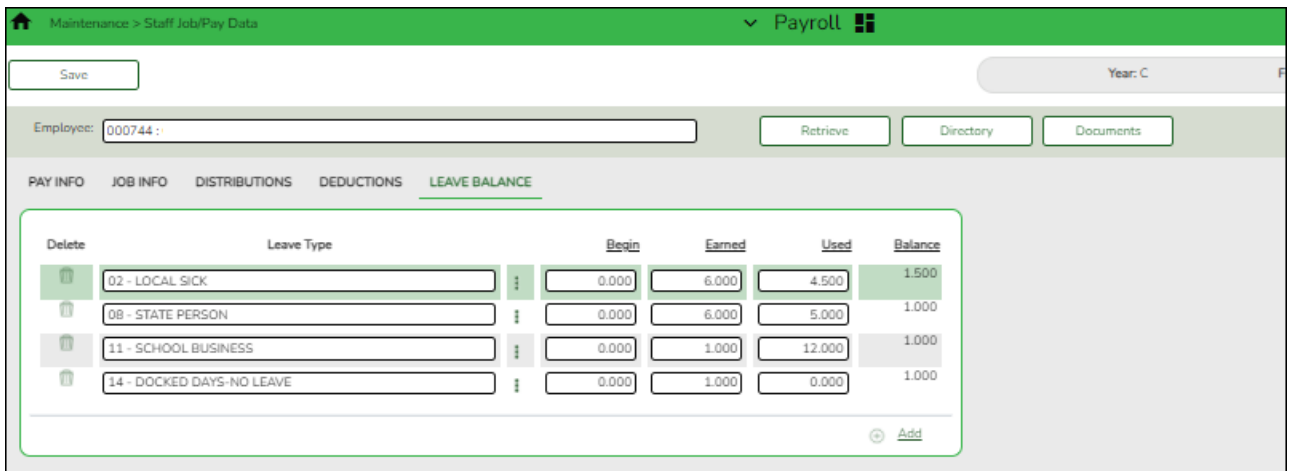 Maintenance > Staff Job/Pay Data Payroll
Save Year: C F
Employee: 000744 : Retrieve Directory Documents
PAY INFO JOB INFO DISTRIBUTIONS DEDUCTIONS LEAVE BALANCE
Delete Leave Type Begin Earned Used Balance
02 - LOCAL SICK 0.000 6.000 4.500 1.500
08 - STATE PERSON 0.000 6.000 5.000 1.000
11 - SCHOOL BUSINESS 0.000 1.000 12.000 1.000
14 - DOCKED DAYS-NO LEAVE 0.000 1.000 0.000 1.000
Add